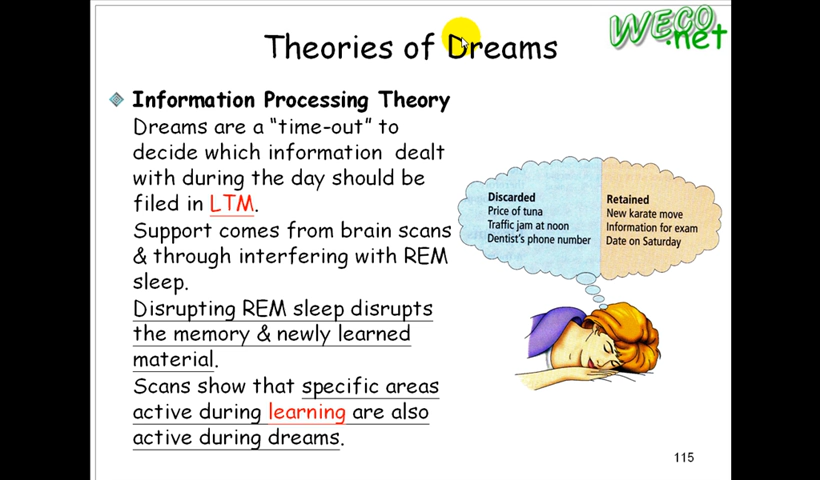 WECO
.net
Theories of Dreams
Information Processing Theory
Dreams are a “time-out” to
decide which information dealt
with during the day should be
filed in LTM.
Support comes from brain scans
& through interfering with REM
sleep.
Disrupting REM sleep disrupts
the memory & newly learned
material.
Scans show that specific areas
active during learning are also
active during dreams.
Discarded
Price of tuna
Traffic jam at noon
Dentist's phone number
Retained
New karate move
Information for exam
Date on Saturday
115